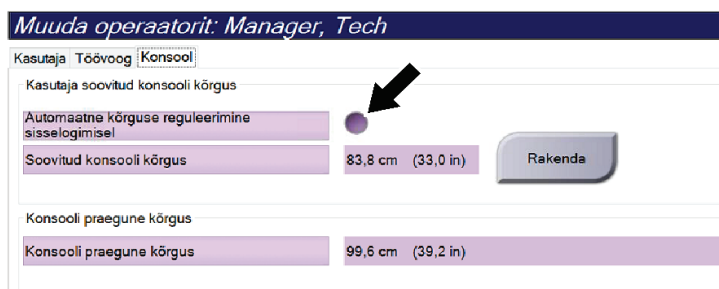 Muuda operaatorit: Manager, Tech
Kasutaja Töövoog Konsool
Kasutaja soovitud konsooli kõrgus
Automaatne kõrguse reguleerimine
sisselogimisel
Soovitud konsooli kõrgus 83,8 cm (33,0 in) Rakenda
Konsooli praegune kõrgus
Konsooli praegune kõrgus 99,6 cm (39,2 in)